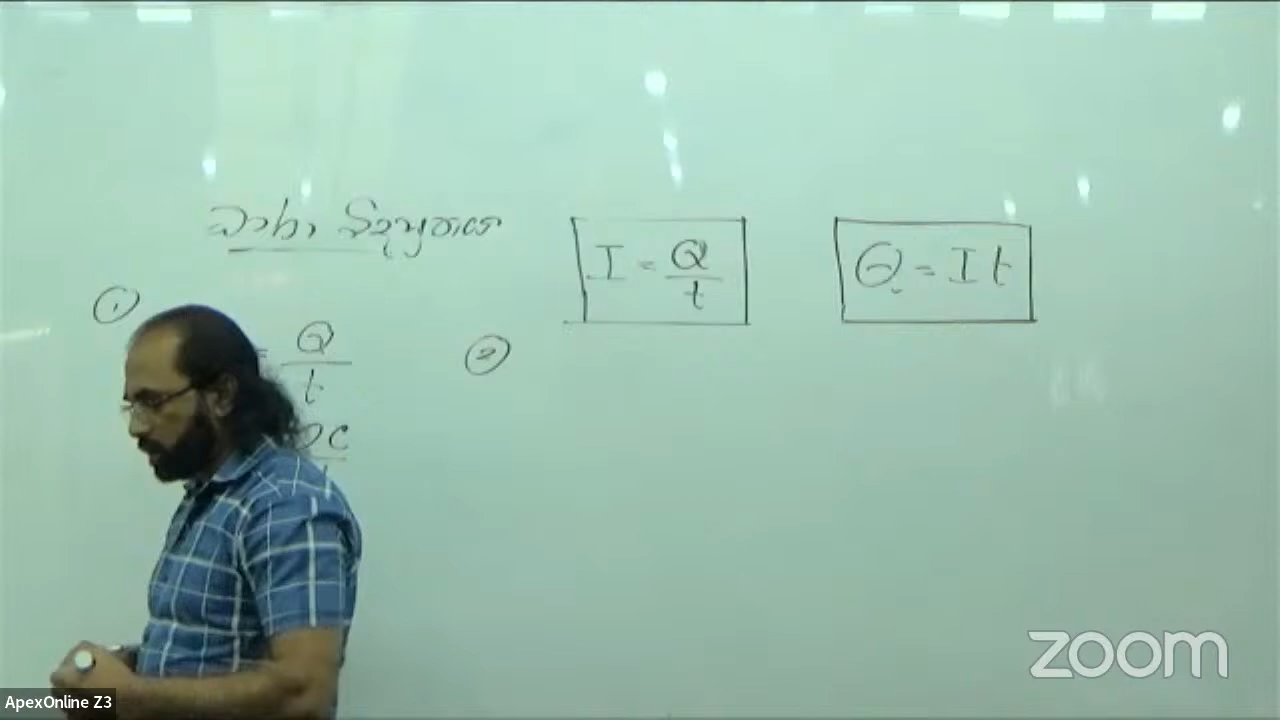 ධාරා විද්‍යුතය
I = Q/t
Q = It
①
= Q/t
②
ZOOM
ApexOnline Z3